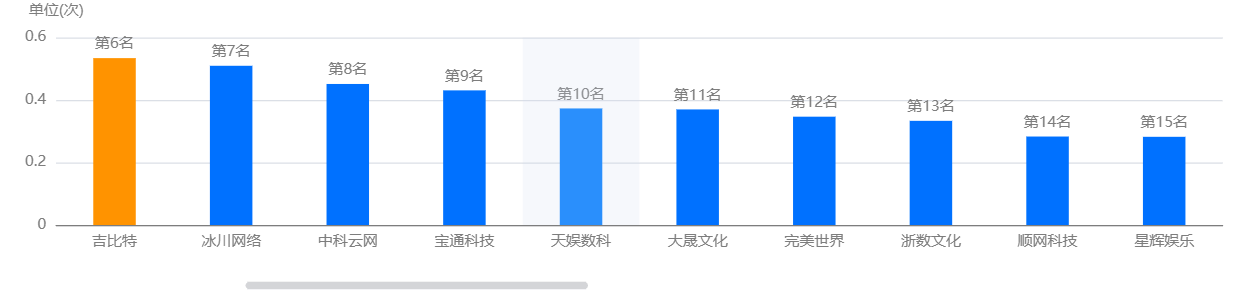 单位(次)
0.6
第6名
第7名
第8名
第9名
第10名
第11名
第12名
第13名
第14名
第15名
0.4
0.2
0
吉比特
冰川网络
中科云网
宝通科技
天娱数科
大晟文化
完美世界
浙数文化
顺网科技
星辉娱乐